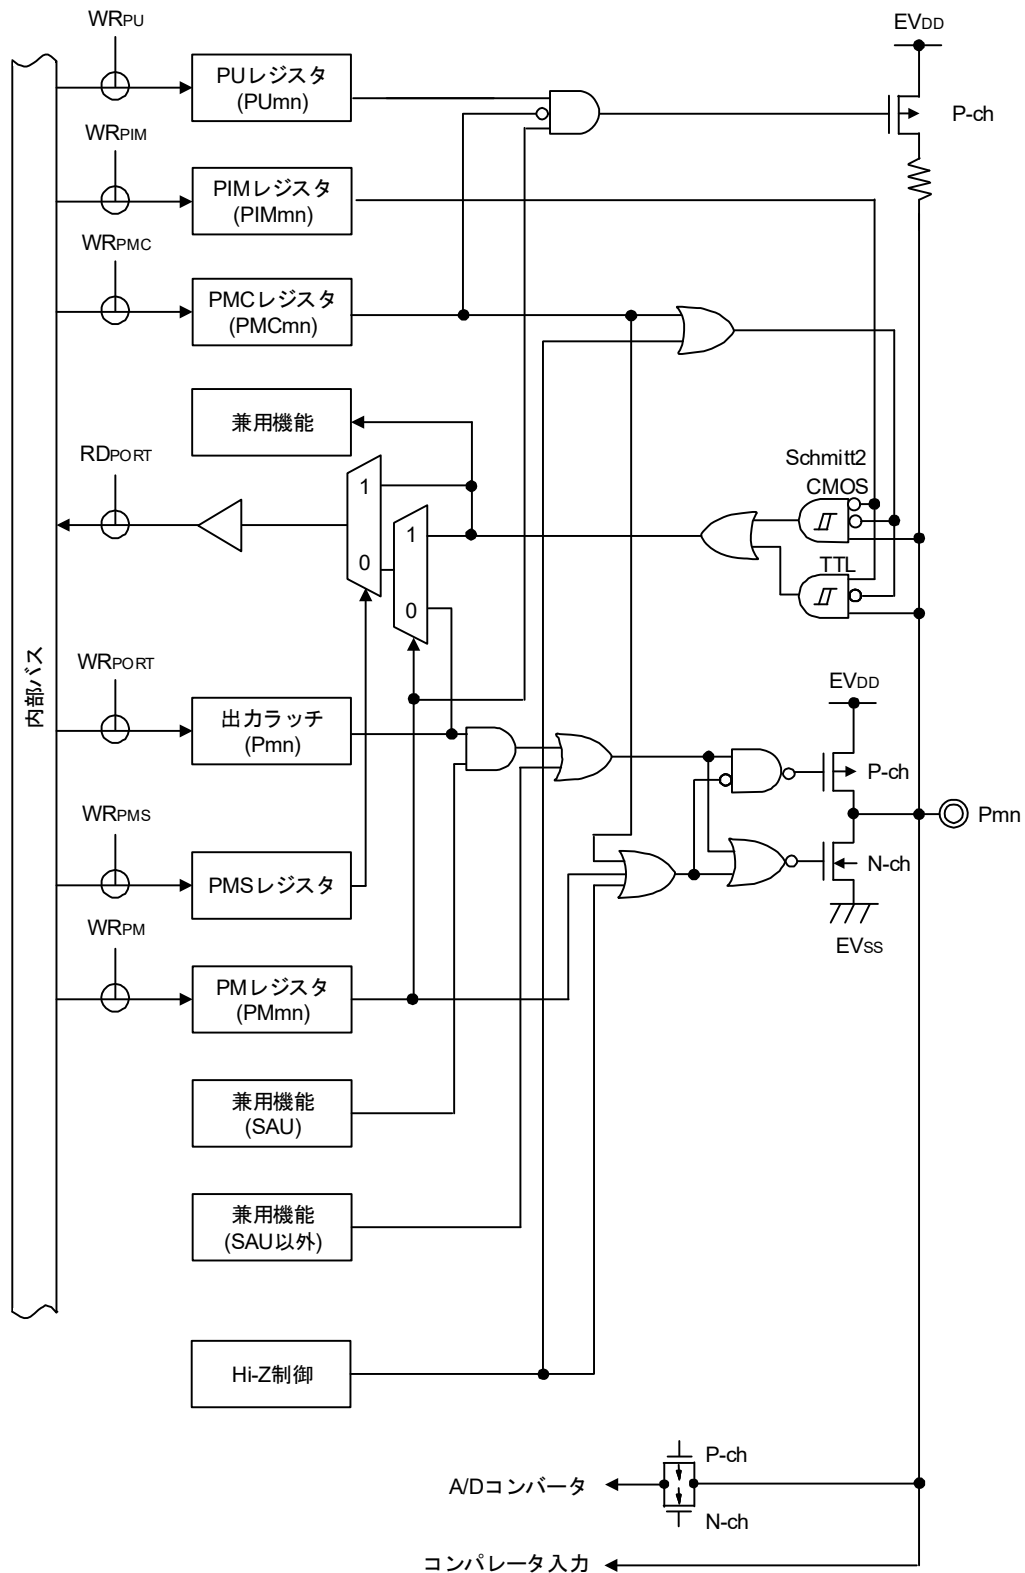 WRPU
EVDD
PUレジスタ
(PUmn)
P-ch
WRPIM
PIMレジスタ
(PIMmn)
WRPMC
PMCレジスタ
(PMCmn)
兼用機能
RDPORT
Schmitt2
CMOS
1
1
0
TTL
0
内部バス
WRPORT
EVDD
出力ラッチ
(Pmn)
P-ch
Pmn
WRPMS
N-ch
PMSレジスタ
WRPM
EVSS
PMレジスタ
(PMmn)
兼用機能
(SAU)
兼用機能
(SAU以外)
Hi-Z制御
P-ch
A/Dコンバータ
N-ch
コンパレータ入力